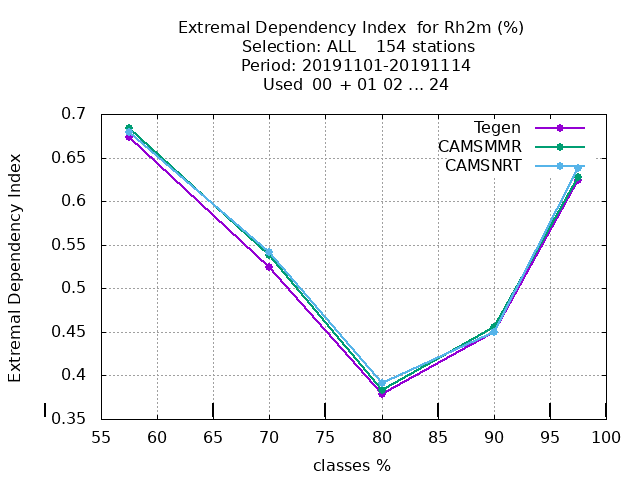 Extremal Dependency Index  for Rh2m (%)
Selection: ALL    154 stations
Period: 20191101-20191114
Used  00  + 01 02 ... 24
Extremal Dependency Index
0.7
0.65
0.6
0.55
0.5
0.45
0.4
0.35
Tegen
CAMSMMR
CAMSNRT
55 60 65 70 75 80 85 90 95 100
classes %